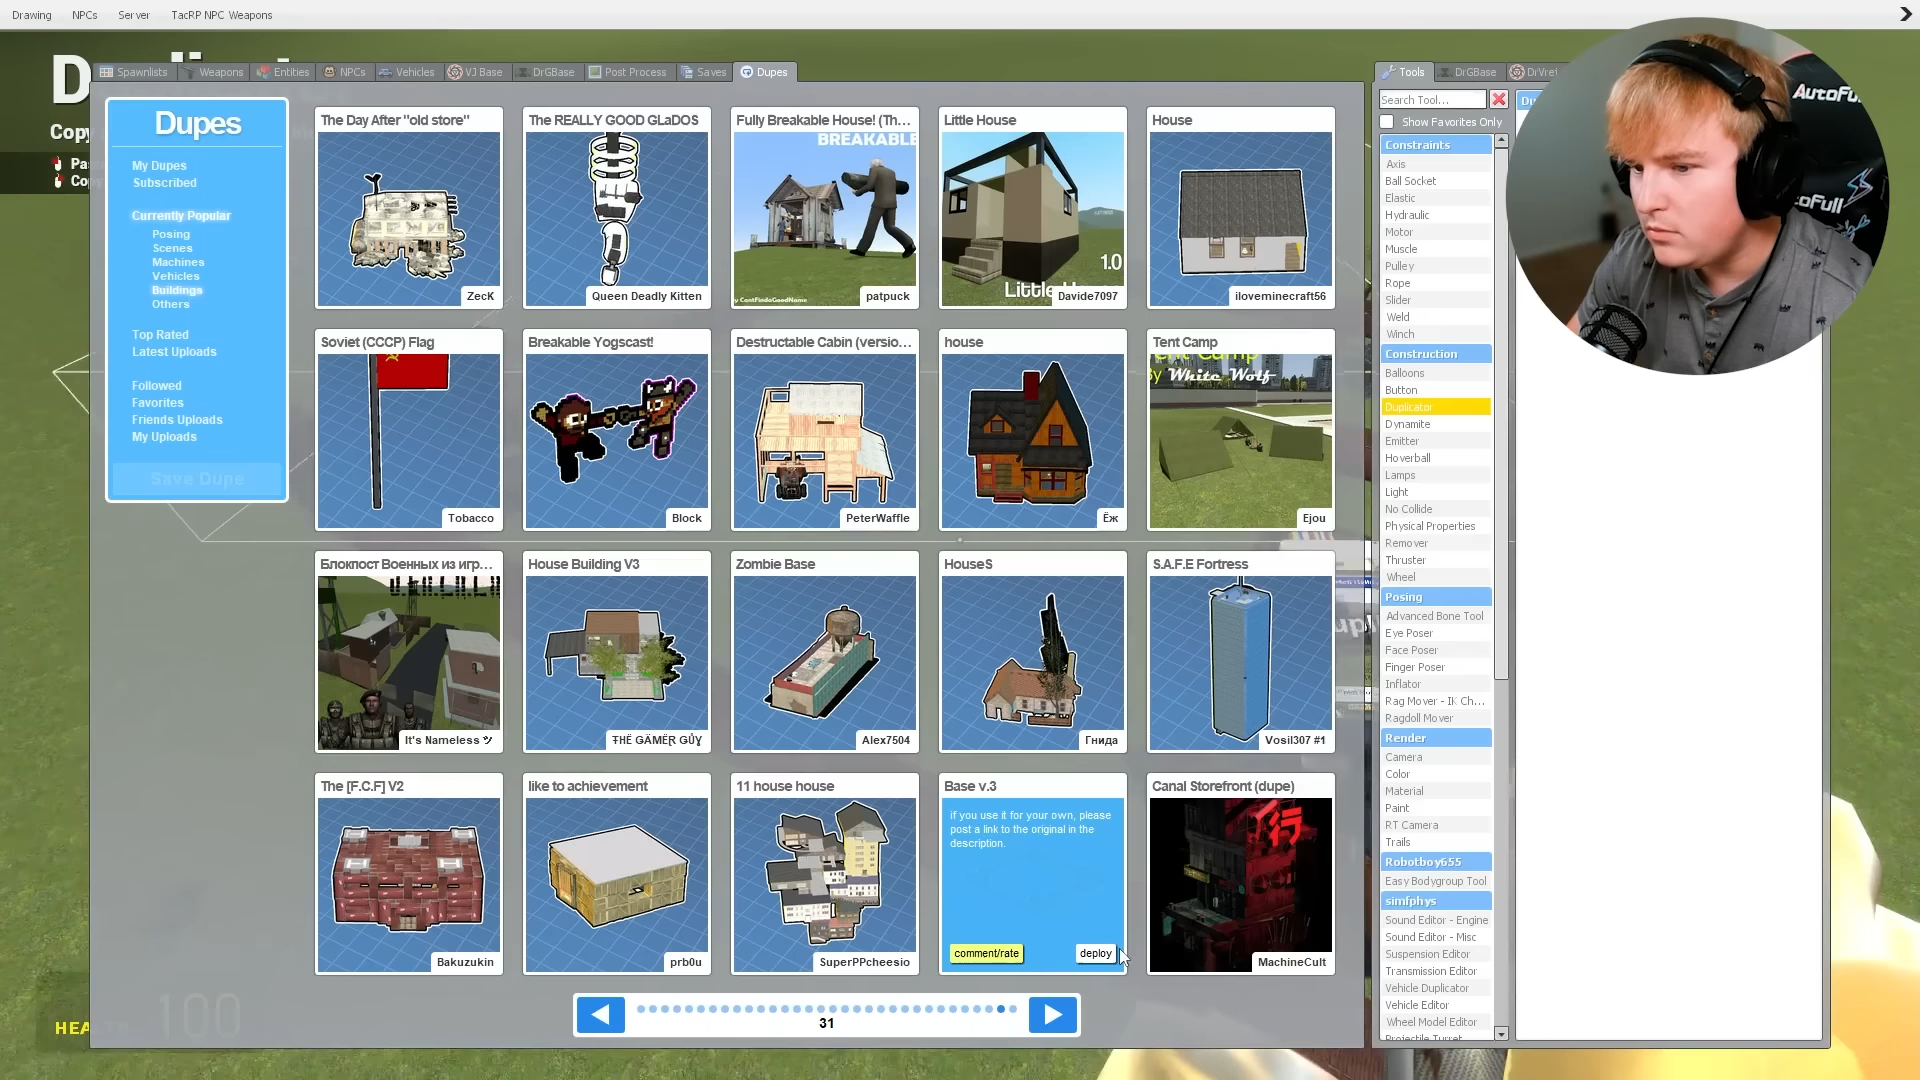 Drawing NPCs Server TacRP NPC Weapons
Spawnlists Weapons Entities NPCs Vehicles VJ Base DrGBase Post Process Saves Dupes
Tools DrGBase
Dupes
My Dupes
Subscribed
Currently Popular
Posing
Scenes
Machines
Vehicles
Buildings
Others
Top Rated
Latest Uploads
Followed
Favorites
Friends Uploads
My Uploads
Save Dupe
The Day After "old store"
ZecK
The REALLY GOOD GLaDOS
Queen Deadly Kitten
Fully Breakable House! (Th...
BREAKABLE
patpuck
Little House
1.0
Davide7097
House
iloveminecraft56
Soviet (CCCP) Flag
Tobacco
Breakable Yogscast!
Block
Destructable Cabin (versio...
PeterWaffle
house
Ёж
Tent Camp
Tent Camp
By White Wolf
Ejou
Блокпост Военных из игр...
It's Nameless ツ
House Building V3
ŦHE GÄMËR GŰY
Zombie Base
Alex7504
HouseS
Гнида
S.A.F.E Fortress
Vosil307 #1
The [F.C.F] V2
Bakuzukin
like to achievement
prb0u
11 house house
SuperPPcheesio
Base v.3
if you use it for your own, please
post a link to the original in the
description.
comment/rate deploy
Canal Storefront (dupe)
MachineCult
31
Search Tool...
Show Favorites Only
Constraints
Axis
Ball Socket
Elastic
Hydraulic
Motor
Muscle
Pulley
Rope
Slider
Weld
Winch
Construction
Balloons
Button
Duplicator
Dynamite
Emitter
Hoverball
Lamps
Light
No Collide
Physical Properties
Remover
Thruster
Wheel
Posing
Advanced Bone Tool
Eye Poser
Face Poser
Finger Poser
Inflator
Rag Mover - IK Ch...
Ragdoll Mover
Render
Camera
Color
Material
Paint
RT Camera
Trails
Robotboy655
Easy Bodygroup Tool
simfphys
Sound Editor - Engine
Sound Editor - Misc
Suspension Editor
Transmission Editor
Vehicle Duplicator
Vehicle Editor
Wheel Model Editor
Projectile Turret
AutoFu
oFull
100